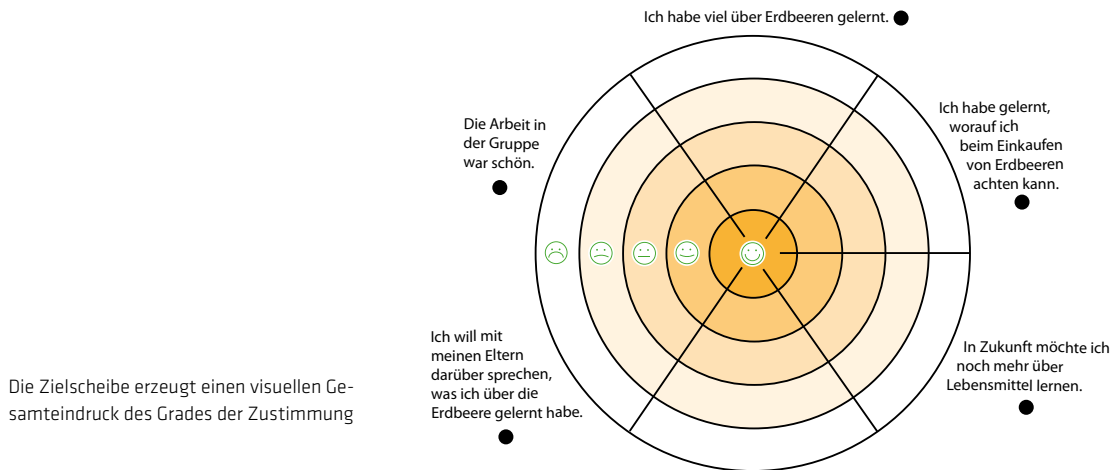 Ich habe viel über Erdbeeren gelernt.
Die Arbeit in
der Gruppe
war schön.
Ich habe gelernt,
worauf ich
beim Einkaufen
von Erdbeeren
achten kann.
Ich will mit
meinen Eltern
darüber sprechen,
was ich über die
Erdbeere gelernt habe.
In Zukunft möchte ich
noch mehr über
Lebensmittel lernen.
Die Zielscheibe erzeugt einen visuellen Ge-
samteindruck des Grades der Zustimmung